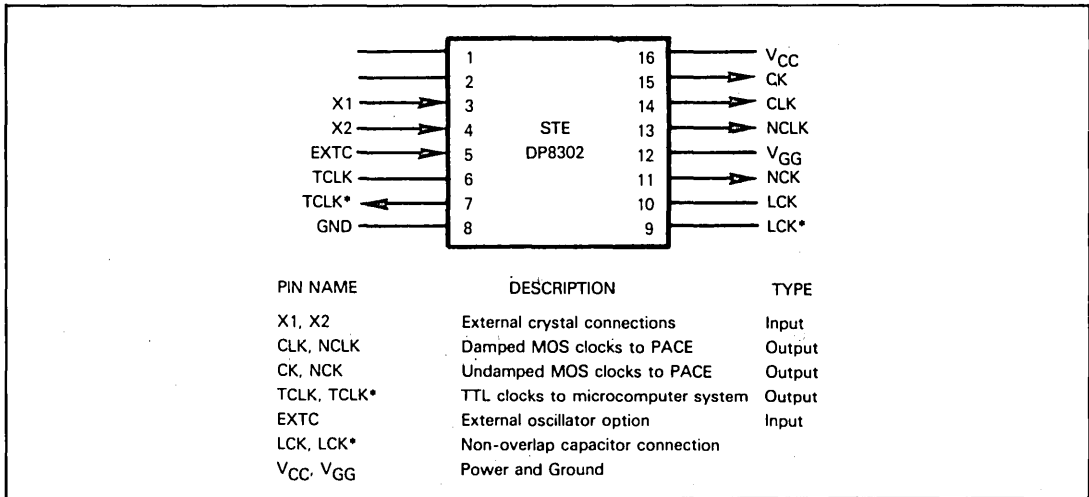 1 16 VCC
2 15 CK
X1 3 14 CLK
X2 4 STE 13 NCLK
EXTC 5 DP8302 12 VGG
TCLK 6 11 NCK
TCLK* 7 10 LCK
GND 8 9 LCK*
PIN NAME DESCRIPTION TYPE
X1, X2 External crystal connections Input
CLK, NCLK Damped MOS clocks to PACE Output
CK, NCK Undamped MOS clocks to PACE Output
TCLK, TCLK* TTL clocks to microcomputer system Output
EXTC External oscillator option Input
LCK, LCK* Non-overlap capacitor connection
VCC, VGG Power and Ground